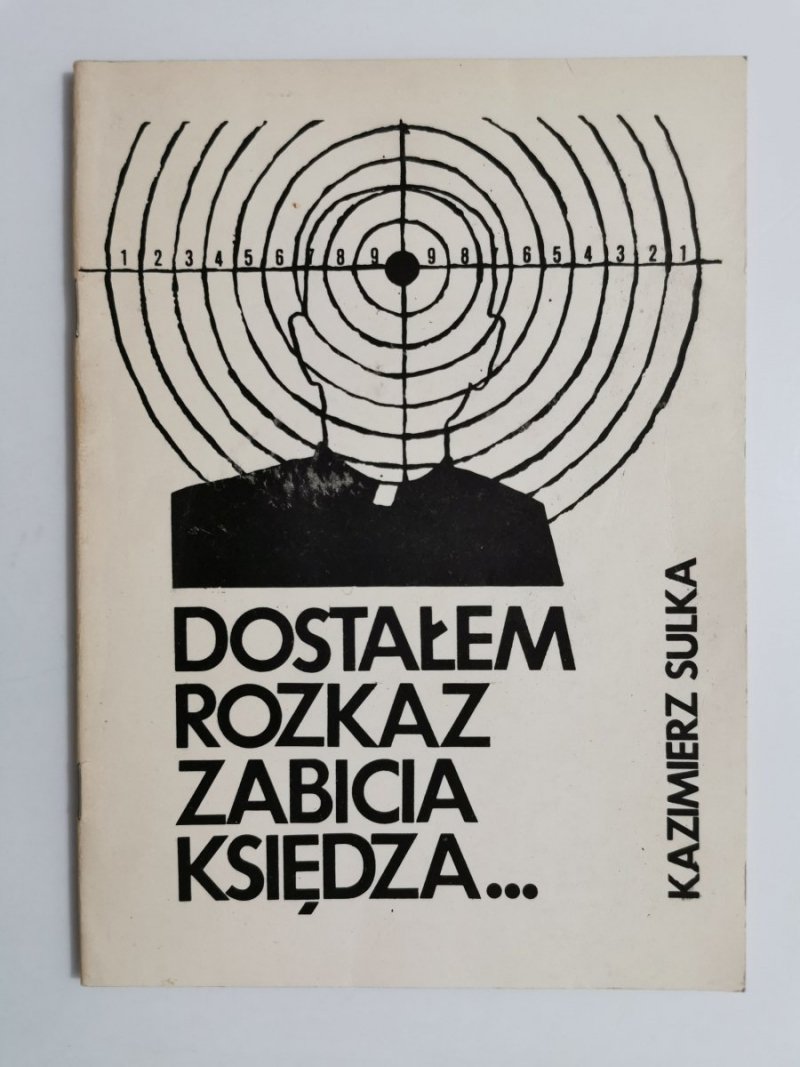 1 2 3 4 5 6 7 8 9 9 8 7 6 5 4 3 2 1
DOSTAŁEM
ROZKAZ
ZABICIA
KSIĘDZA...
KAZIMIERZ SULKA